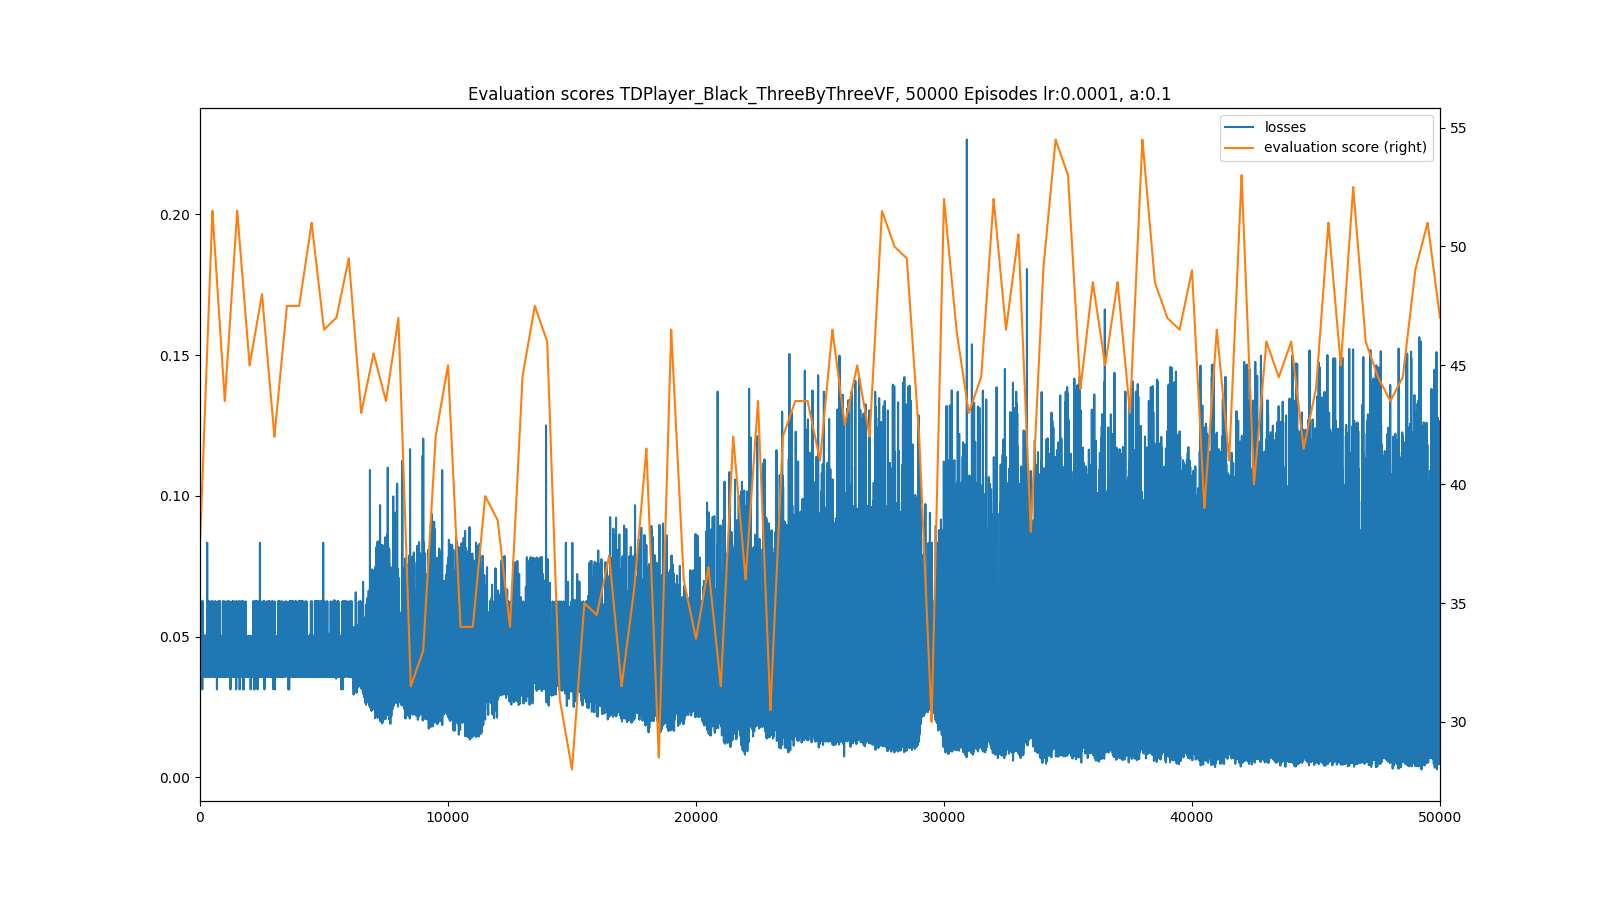 Evaluation scores TDPlayer_Black_ThreeByThreeVF, 50000 Episodes lr:0.0001, a:0.1
losses
evaluation score (right)
0.20
0.15
0.10
0.05
0.00
55
50
45
40
35
30
0 10000 20000 30000 40000 50000